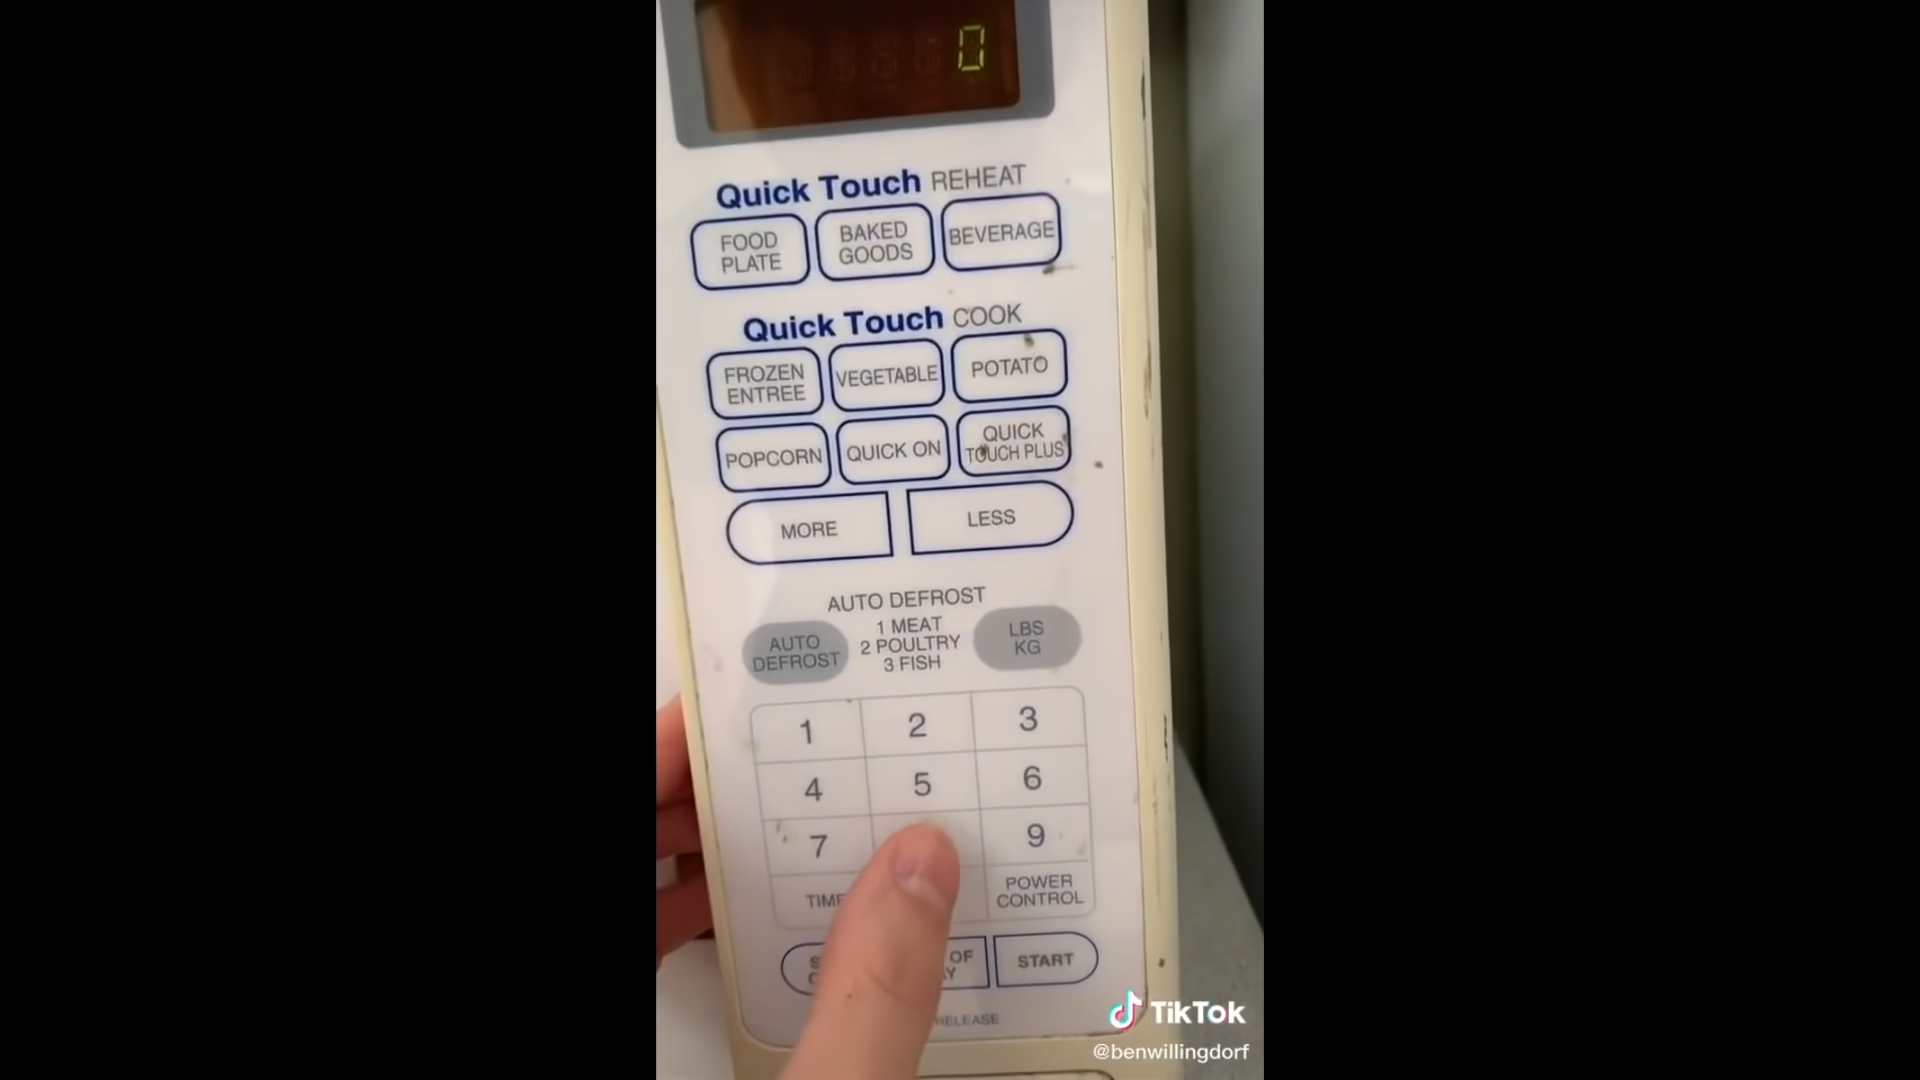 0
Quick Touch REHEAT
FOOD PLATE
BAKED GOODS
BEVERAGE
Quick Touch COOK
FROZEN ENTREE
VEGETABLE
POTATO
POPCORN
QUICK ON
QUICK TOUCH PLUS
MORE
LESS
AUTO DEFROST
AUTO DEFROST
1 MEAT
2 POULTRY
3 FISH
LBS KG
1 2 3
4 5 6
7 9
POWER CONTROL
OF
START
TikTok
@benwillingdorf